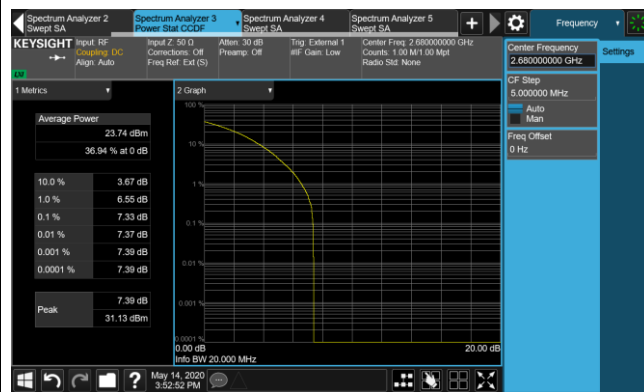 Spectrum Analyzer 2
Swept SA
Spectrum Analyzer 3
Power Stat CCDF
Spectrum Analyzer 4
Swept SA
Spectrum Analyzer 5
Swept SA
Frequency
KEYSIGHT
Input: RF
Coupling: DC
Align: Auto
Input Z: 50 Ω
Corrections: Off
Freq Ref: Ext (S)
Atten: 30 dB
Preamp: Off
Trig: External 1
#IF Gain: Low
Center Freq: 2.680000000 GHz
Counts: 1.00 M/1.00 Mpt
Radio Std: None
Center Frequency
2.680000000 GHz
Settings
CF Step
5.000000 MHz
Auto
Man
Freq Offset
0 Hz
1 Metrics
Average Power
23.74 dBm
36.94 % at 0 dB
10.0 % 3.67 dB
1.0 % 6.55 dB
0.1 % 7.33 dB
0.01 % 7.37 dB
0.001 % 7.39 dB
0.0001 % 7.39 dB
Peak
7.39 dB
31.13 dBm
2 Graph
100 %
10 %
1 %
0.1 %
0.01 %
0.001 %
0.0001 %
0.00 dB
20.00 dB
Info BW 20.000 MHz
May 14, 2020
3:52:52 PM